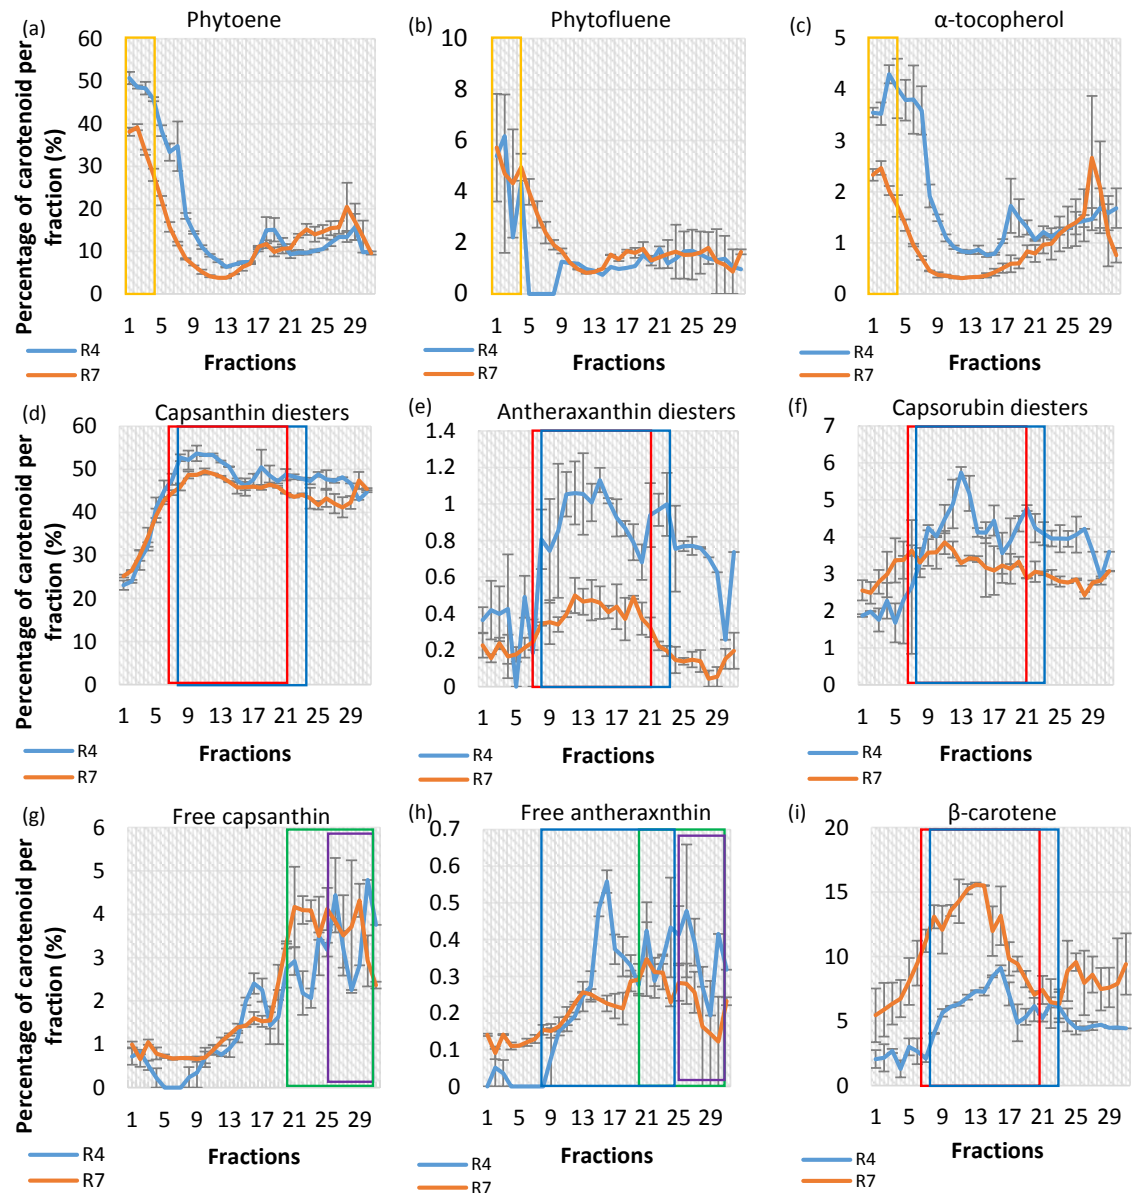 (a) Phytoene
(b) Phytofluene
(c) α-tocopherol
Percentage of carotenoid per
fraction (%)
60
50
40
30
20
10
0
1 5 9 13 17 21 25 29
10
8
6
4
2
0
1 5 9 13 17 21 25 29
5
4
3
2
1
0
1 5 9 13 17 21 25 29
Fractions
Fractions
Fractions
R4
R7
R4
R7
R4
R7
(d) Capsanthin diesters
(e) Antheraxanthin diesters
(f) Capsorubin diesters
Percentage of carotenoid per
fraction (%)
60
50
40
30
20
10
0
1 5 9 13 17 21 25 29
1.4
1.2
1
0.8
0.6
0.4
0.2
0
1 5 9 13 17 21 25 29
7
6
5
4
3
2
1
0
1 5 9 13 17 21 25 29
Fractions
Fractions
Fractions
R4
R7
R4
R7
R4
R7
(g) Free capsanthin
(h) Free antheraxnthin
(i) β-carotene
Percentage of carotenoid per
fraction (%)
6
5
4
3
2
1
0
1 5 9 13 17 21 25 29
0.7
0.6
0.5
0.4
0.3
0.2
0.1
0
1 5 9 13 17 21 25 29
20
15
10
5
0
1 5 9 13 17 21 25 29
Fractions
Fractions
Fractions
R4
R7
R4
R7
R4
R7